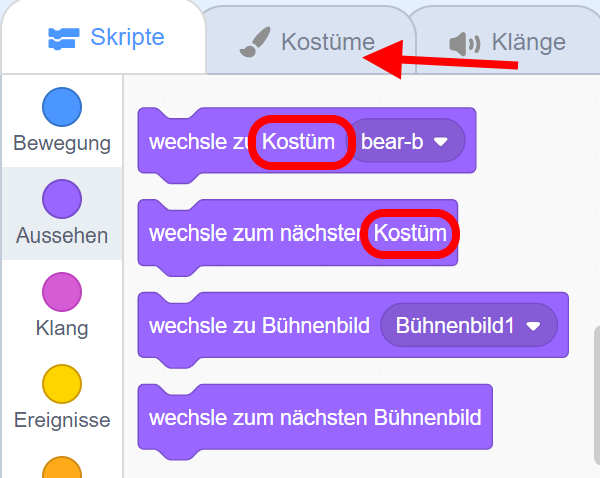 Skripte
Kostüme
Klänge
Bewegung
Aussehen
Klang
Ereignisse
wechsle zu Kostüm bear-b
wechsle zum nächsten Kostüm
wechsle zu Bühnenbild Bühnenbild1
wechsle zum nächsten Bühnenbild